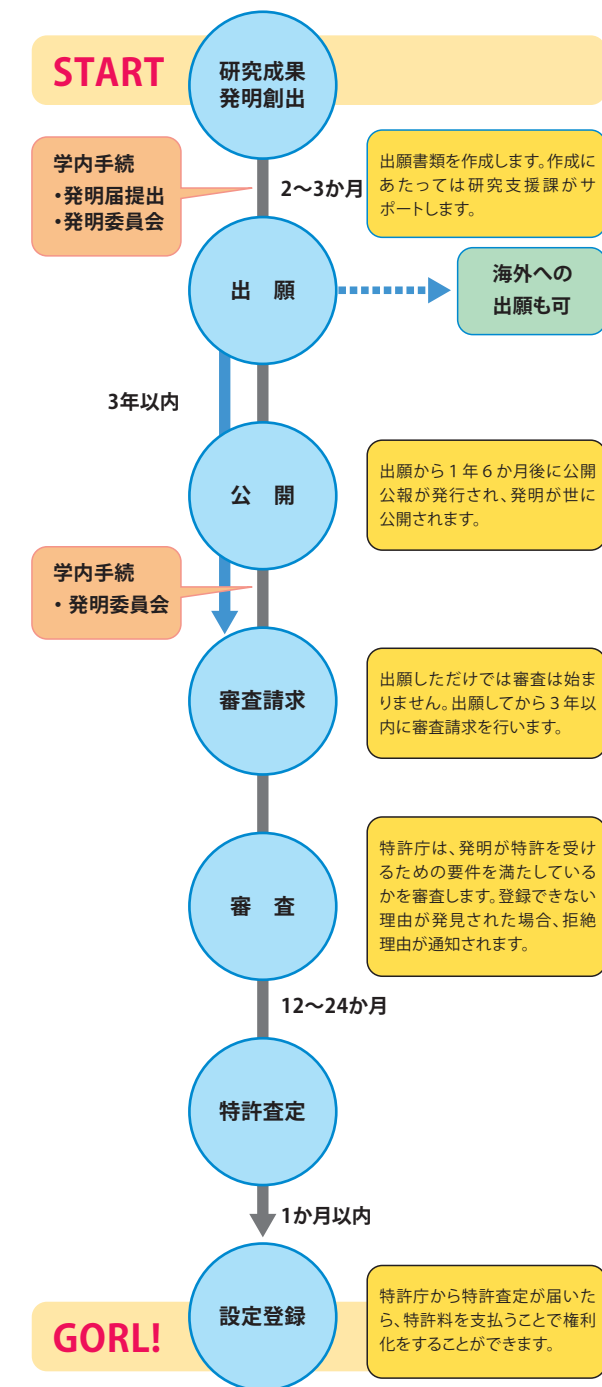 START
研究成果
発明創出
学内手続
・発明届提出
・発明委員会
2〜3か月
出願書類を作成します。作成に
あたっては研究支援課がサ
ポートします。
出　願
海外への
出願も可
3年以内
公　開
出願から1年6か月後に公開
公報が発行され、発明が世に
公開されます。
学内手続
・発明委員会
審査請求
出願しただけでは審査は始ま
りません。出願してから3年以
内に審査請求を行います。
審　査
特許庁は、発明が特許を受け
るための要件を満たしている
かを審査します。登録できない
理由が発見された場合、拒絶
理由が通知されます。
12〜24か月
特許査定
1か月以内
設定登録
特許庁から特許査定が届いた
ら、特許料を支払うことで権利
化をすることができます。
GORL!